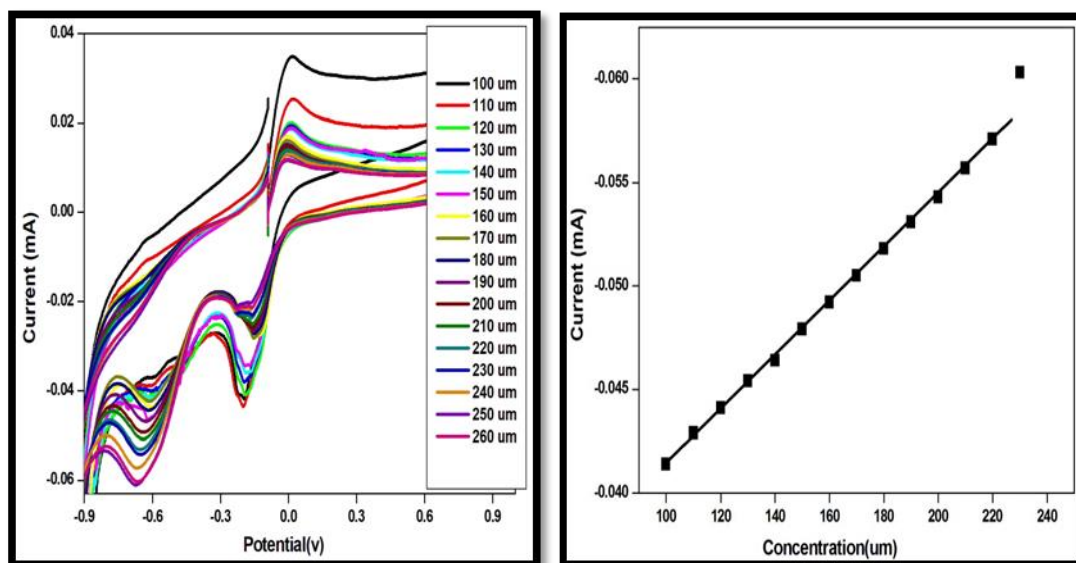 0.04
0.02
0.00
-0.02
-0.04
-0.06
Current (mA)
-0.9
-0.6
-0.3
0.0
0.3
0.6
0.9
Potential(v)
100 um
110 um
120 um
130 um
140 um
150 um
160 um
170 um
180 um
190 um
200 um
210 um
220 um
230 um
240 um
250 um
260 um
-0.060
-0.055
-0.050
-0.045
-0.040
Current (mA)
100
120
140
160
180
200
220
240
Concentration(um)